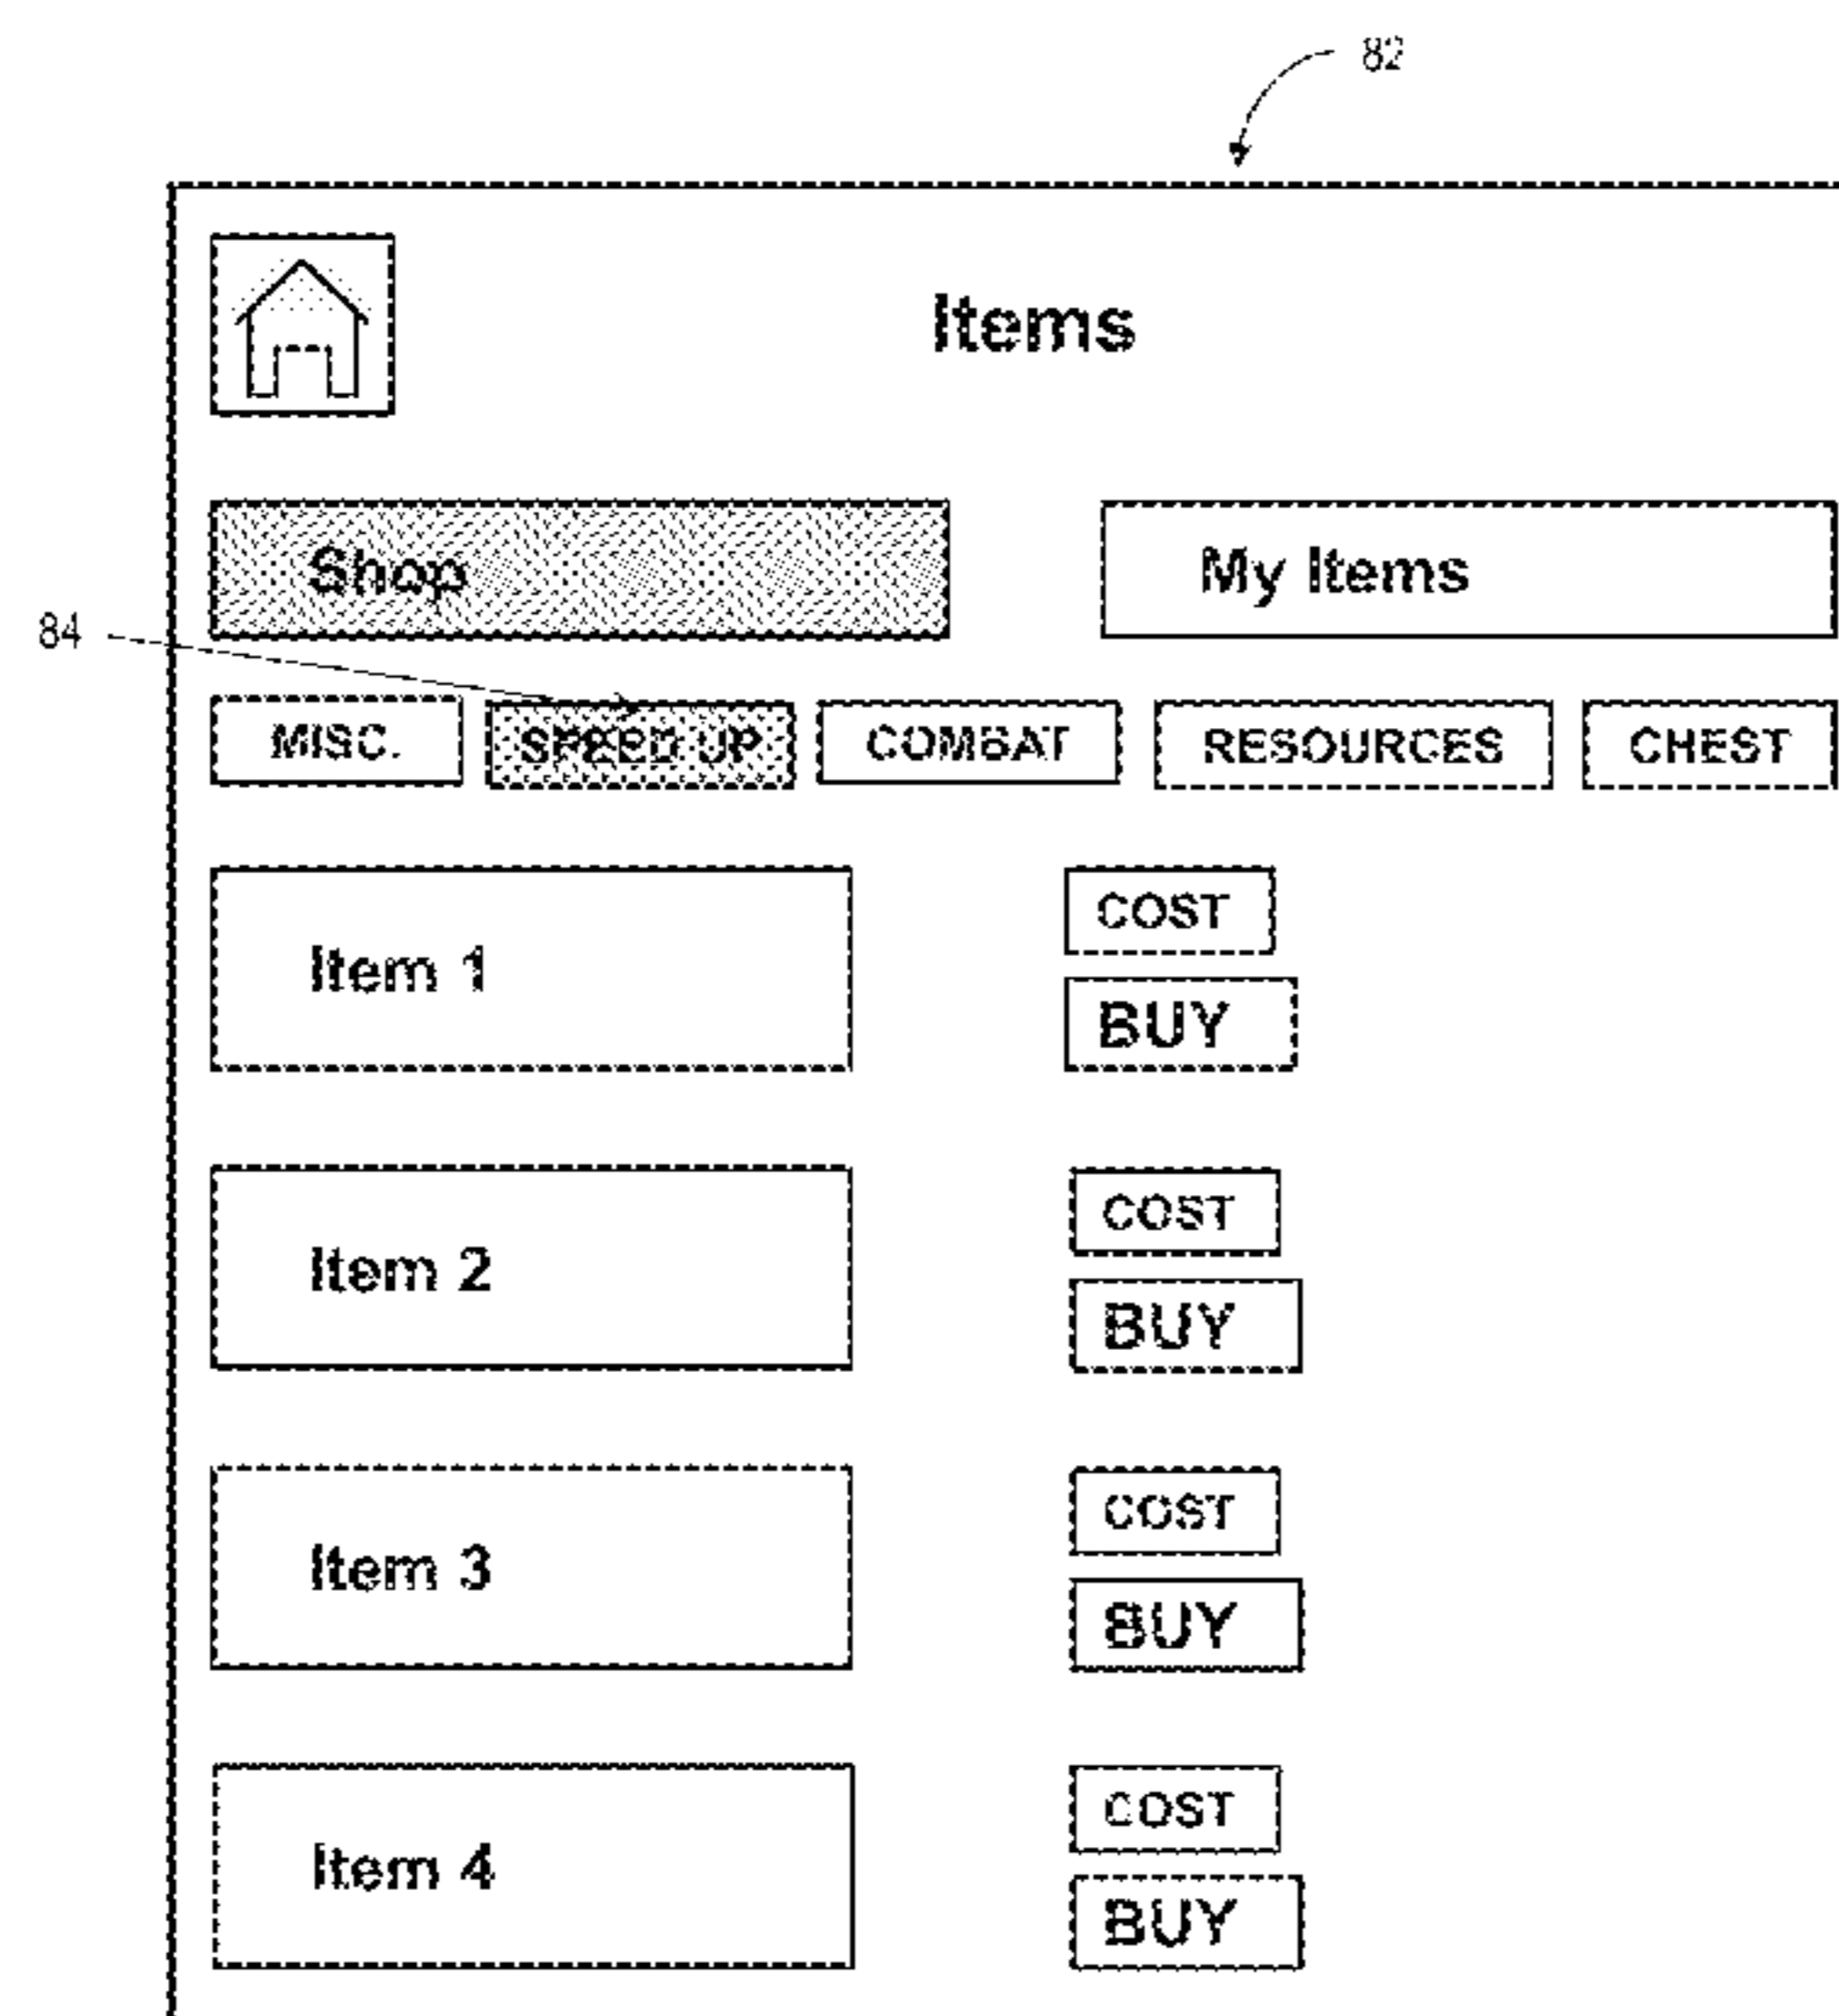 82
Items
Shop My Items
84
MISC. SPEED UP COMBAT RESOURCES CHEST
COST
Item 1
BUY
COST
Item 2
BUY
COST
Item 3
BUY
COST
Item 4
BUY